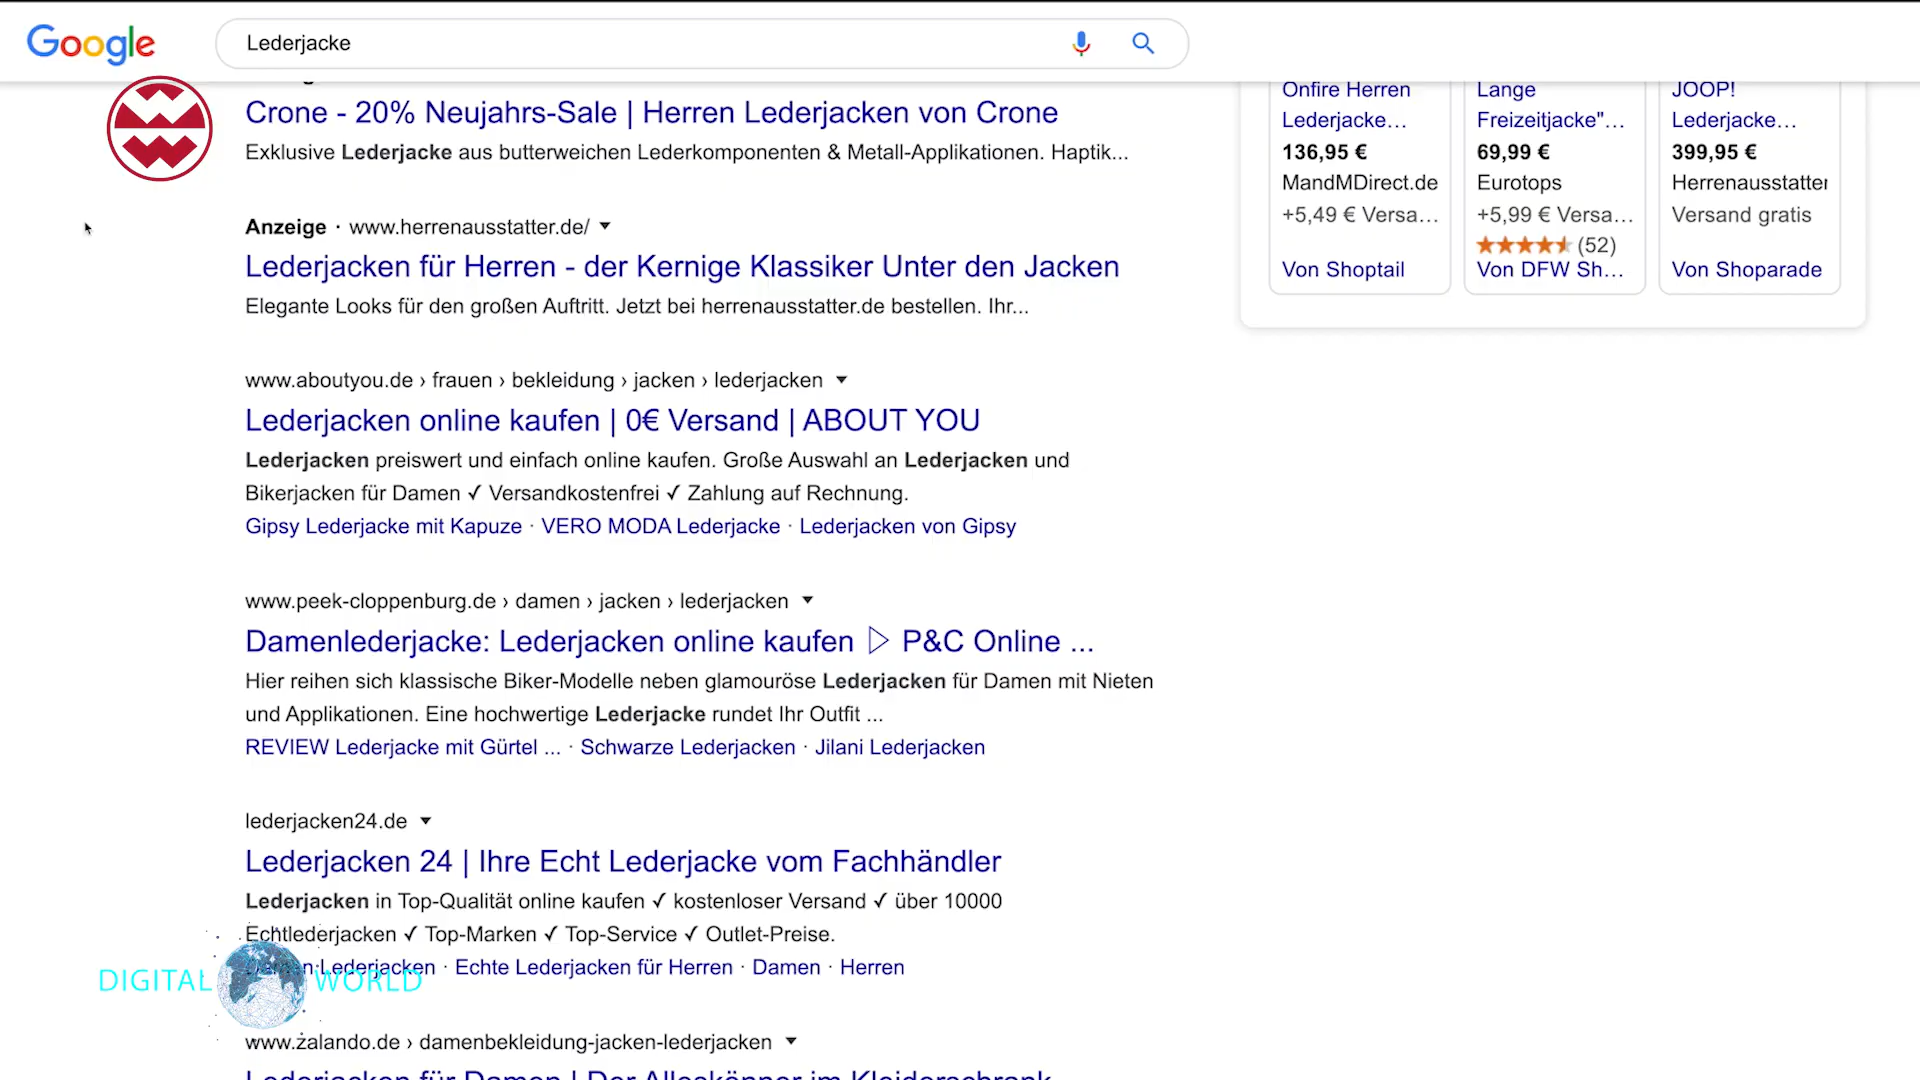 Google
Lederjacke
Crone - 20% Neujahrs-Sale | Herren Lederjacken von Crone
Exklusive Lederjacke aus butterweichen Lederkomponenten & Metall-Applikationen. Haptik...
Anzeige · www.herrenausstatter.de/
Lederjacken für Herren - der Kernige Klassiker Unter den Jacken
Elegante Looks für den großen Auftritt. Jetzt bei herrenausstatter.de bestellen. Ihr...
www.aboutyou.de › frauen › bekleidung › jacken › lederjacken
Lederjacken online kaufen | 0€ Versand | ABOUT YOU
Lederjacken preiswert und einfach online kaufen. Große Auswahl an Lederjacken und
Bikerjacken für Damen ✓ Versandkostenfrei ✓ Zahlung auf Rechnung.
Gipsy Lederjacke mit Kapuze · VERO MODA Lederjacke · Lederjacken von Gipsy
www.peek-cloppenburg.de › damen › jacken › lederjacken
Damenlederjacke: Lederjacken online kaufen ▷ P&C Online ...
Hier reihen sich klassische Biker-Modelle neben glamouröse Lederjacken für Damen mit Nieten
und Applikationen. Eine hochwertige Lederjacke rundet Ihr Outfit ...
REVIEW Lederjacke mit Gürtel ... · Schwarze Lederjacken · Jilani Lederjacken
lederjacken24.de
Lederjacken 24 | Ihre Echt Lederjacke vom Fachhändler
Lederjacken in Top-Qualität online kaufen ✓ kostenloser Versand ✓ über 10000
Echtlederjacken ✓ Top-Marken ✓ Top-Service ✓ Outlet-Preise.
Lederjacken · Echte Lederjacken für Herren · Damen · Herren
www.zalando.de › damenbekleidung-jacken-lederjacken
Lederjacken für Damen | Der Alleskönner im Kleiderschrank
Onfire Herren
Lederjacke...
136,95 €
MandMDirect.de
+5,49 € Versa...
Von Shoptail
Lange
Freizeitjacke"...
69,99 €
Eurotops
+5,99 € Versa...
(52)
Von DFW Sh...
JOOP!
Lederjacke...
399,95 €
Herrenausstatter
Versand gratis
Von Shoparade
DIGITAL WORLD